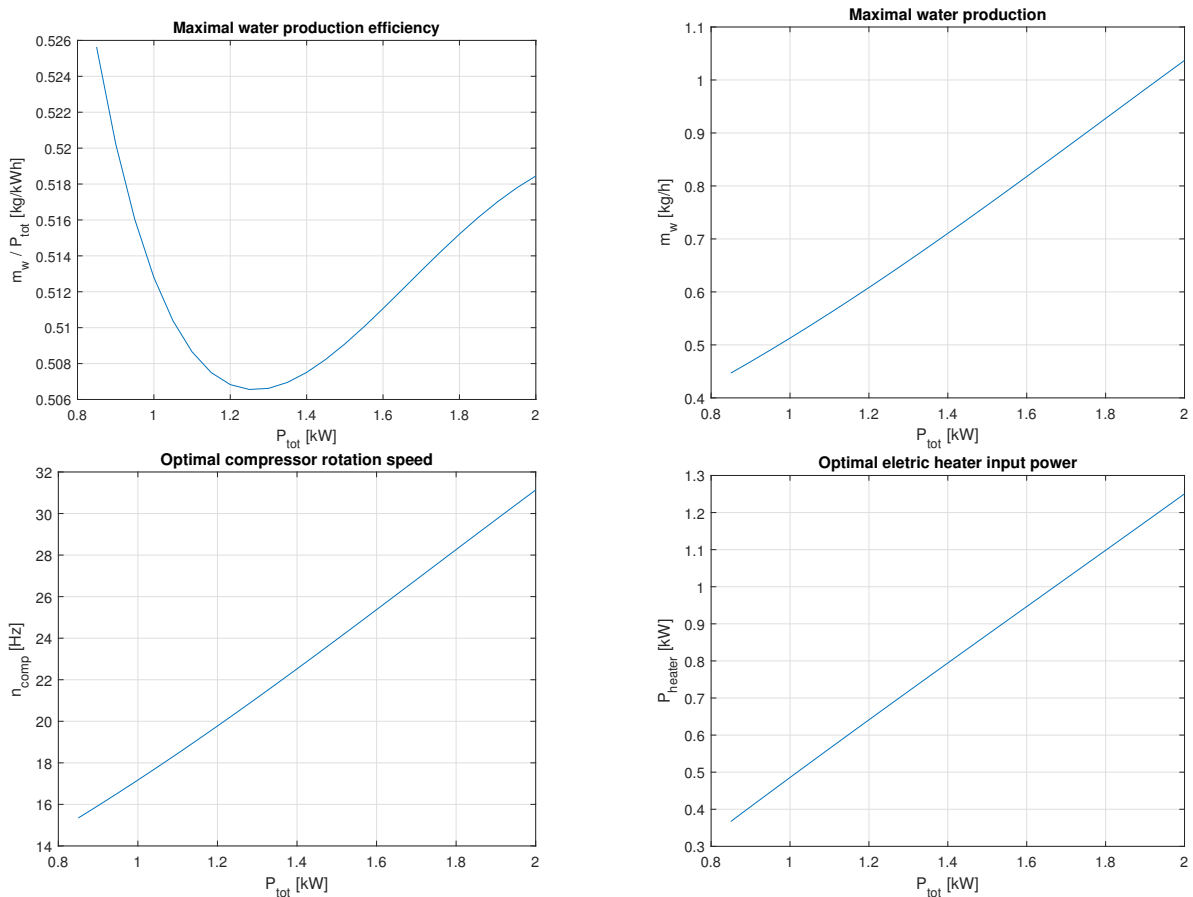 Maximal water production efficiency
0.526
0.524
0.522
0.52
0.518
0.516
0.514
0.512
0.51
0.508
0.506
m_w / P_tot [kg/kWh]
0.8 1 1.2 1.4 1.6 1.8 2
P_tot [kW]
Maximal water production
1.1
1
0.9
0.8
0.7
0.6
0.5
0.4
m_w [kg/h]
0.8 1 1.2 1.4 1.6 1.8 2
P_tot [kW]
Optimal compressor rotation speed
32
30
28
26
24
22
20
18
16
14
n_comp [Hz]
0.8 1 1.2 1.4 1.6 1.8 2
P_tot [kW]
Optimal eletric heater input power
1.3
1.2
1.1
1
0.9
0.8
0.7
0.6
0.5
0.4
0.3
P_heater [kW]
0.8 1 1.2 1.4 1.6 1.8 2
P_tot [kW]